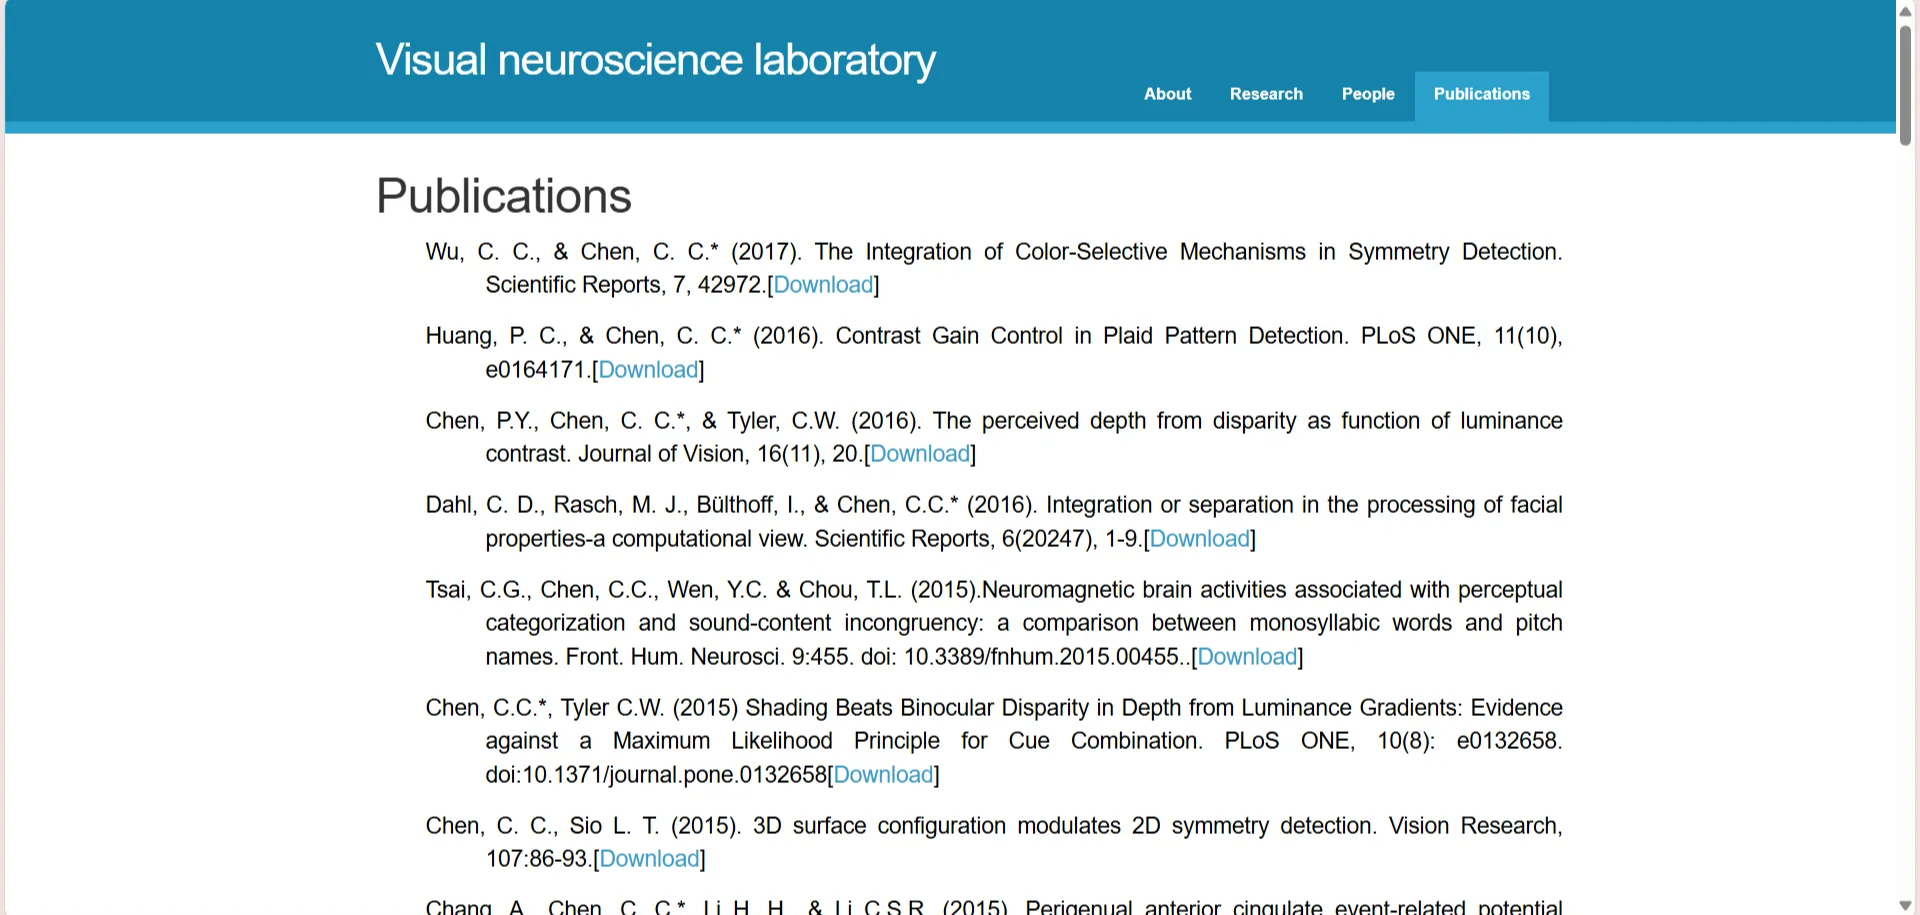 Visual neuroscience laboratory
About Research People Publications
Publications
Wu, C. C., & Chen, C. C.* (2017). The Integration of Color-Selective Mechanisms in Symmetry Detection.
Scientific Reports, 7, 42972.[Download]
Huang, P. C., & Chen, C. C.* (2016). Contrast Gain Control in Plaid Pattern Detection. PLoS ONE, 11(10),
e0164171.[Download]
Chen, P.Y., Chen, C. C.*, & Tyler, C.W. (2016). The perceived depth from disparity as function of luminance
contrast. Journal of Vision, 16(11), 20.[Download]
Dahl, C. D., Rasch, M. J., Bülthoff, I., & Chen, C.C.* (2016). Integration or separation in the processing of facial
properties-a computational view. Scientific Reports, 6(20247), 1-9.[Download]
Tsai, C.G., Chen, C.C., Wen, Y.C. & Chou, T.L. (2015).Neuromagnetic brain activities associated with perceptual
categorization and sound-content incongruency: a comparison between monosyllabic words and pitch
names. Front. Hum. Neurosci. 9:455. doi: 10.3389/fnhum.2015.00455..[Download]
Chen, C.C.*, Tyler C.W. (2015) Shading Beats Binocular Disparity in Depth from Luminance Gradients: Evidence
against a Maximum Likelihood Principle for Cue Combination. PLoS ONE, 10(8): e0132658.
doi:10.1371/journal.pone.0132658[Download]
Chen, C. C., Sio L. T. (2015). 3D surface configuration modulates 2D symmetry detection. Vision Research,
107:86-93.[Download]
Chang, A., Chen, C. C.*, Li, H. H., & Li, C.S.R. (2015). Perigenual anterior cingulate event-related potential